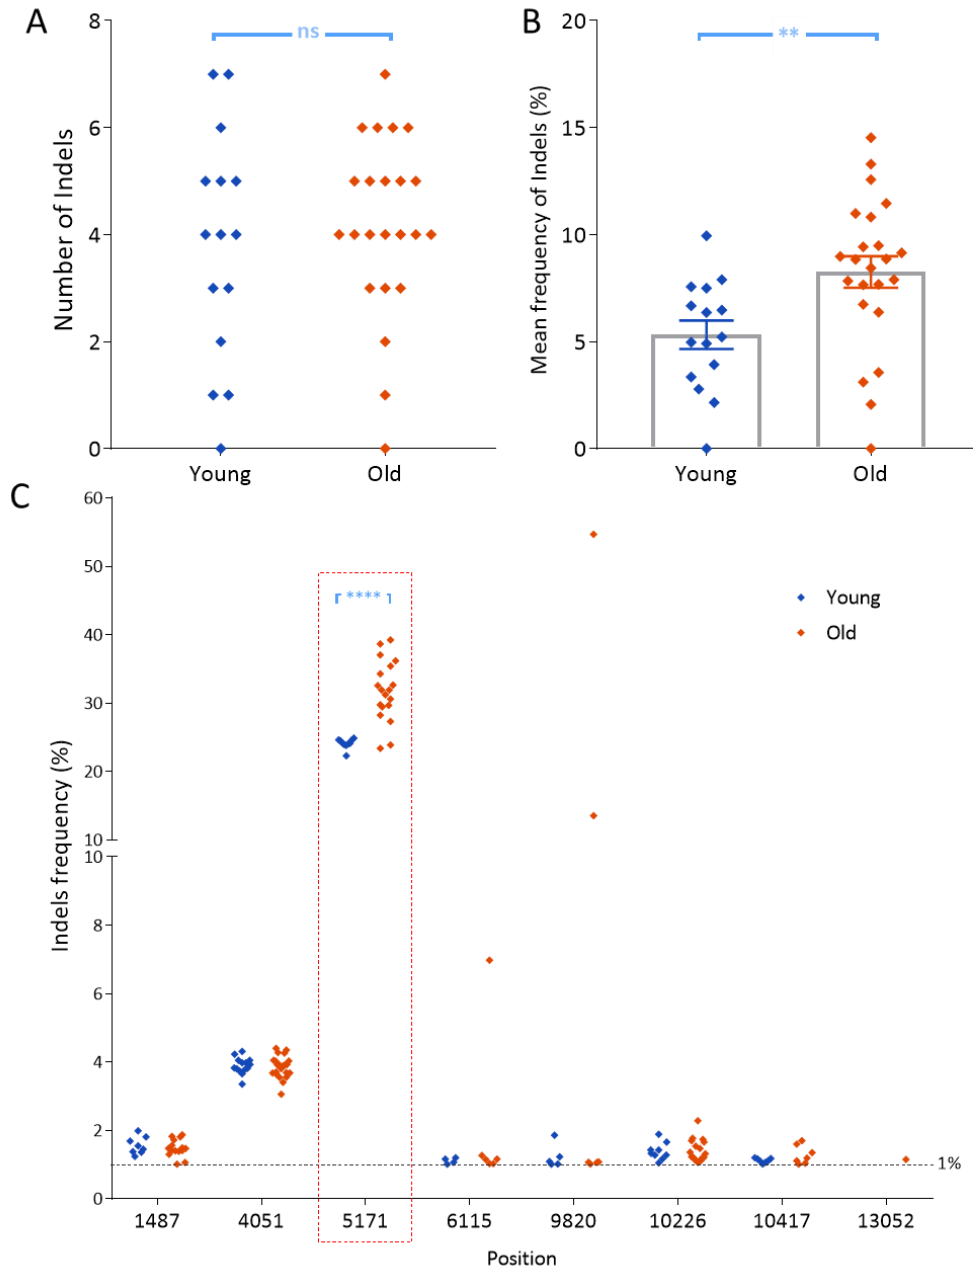 A
8
6
4
2
0
Number of Indels
ns
Young
Old
B
20
15
10
5
0
Mean frequency of Indels (%)
**
Young
Old
C
60
50
40
30
20
10
10
8
6
4
2
0
Indels frequency (%)
****
Young
Old
1%
1487
4051
5171
6115
9820
10226
10417
13052
Position